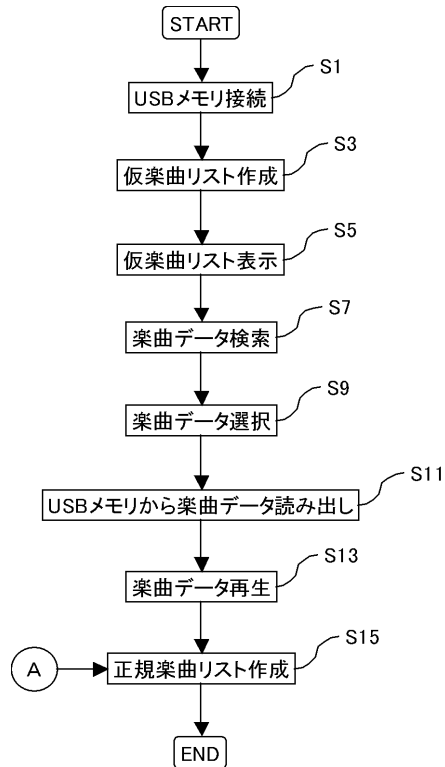 START
S1
USBメモリ接続
S3
仮楽曲リスト作成
S5
仮楽曲リスト表示
S7
楽曲データ検索
S9
楽曲データ選択
S11
USBメモリから楽曲データ読み出し
S13
楽曲データ再生
S15
A
正規楽曲リスト作成
END